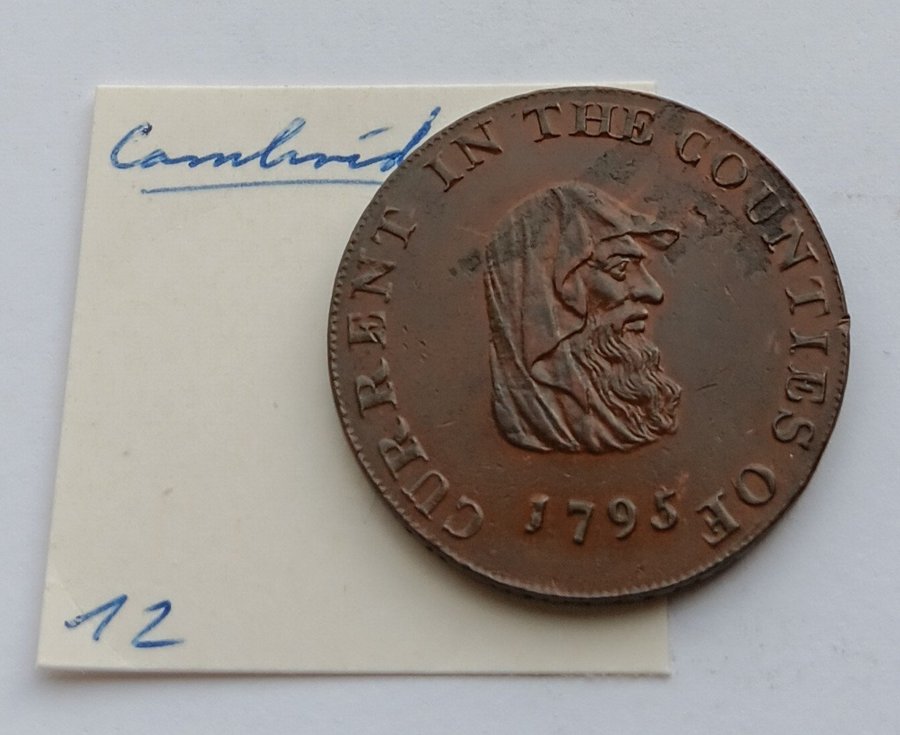 Cambrid
CURRENT IN THE COUNTIES OF
1795
12